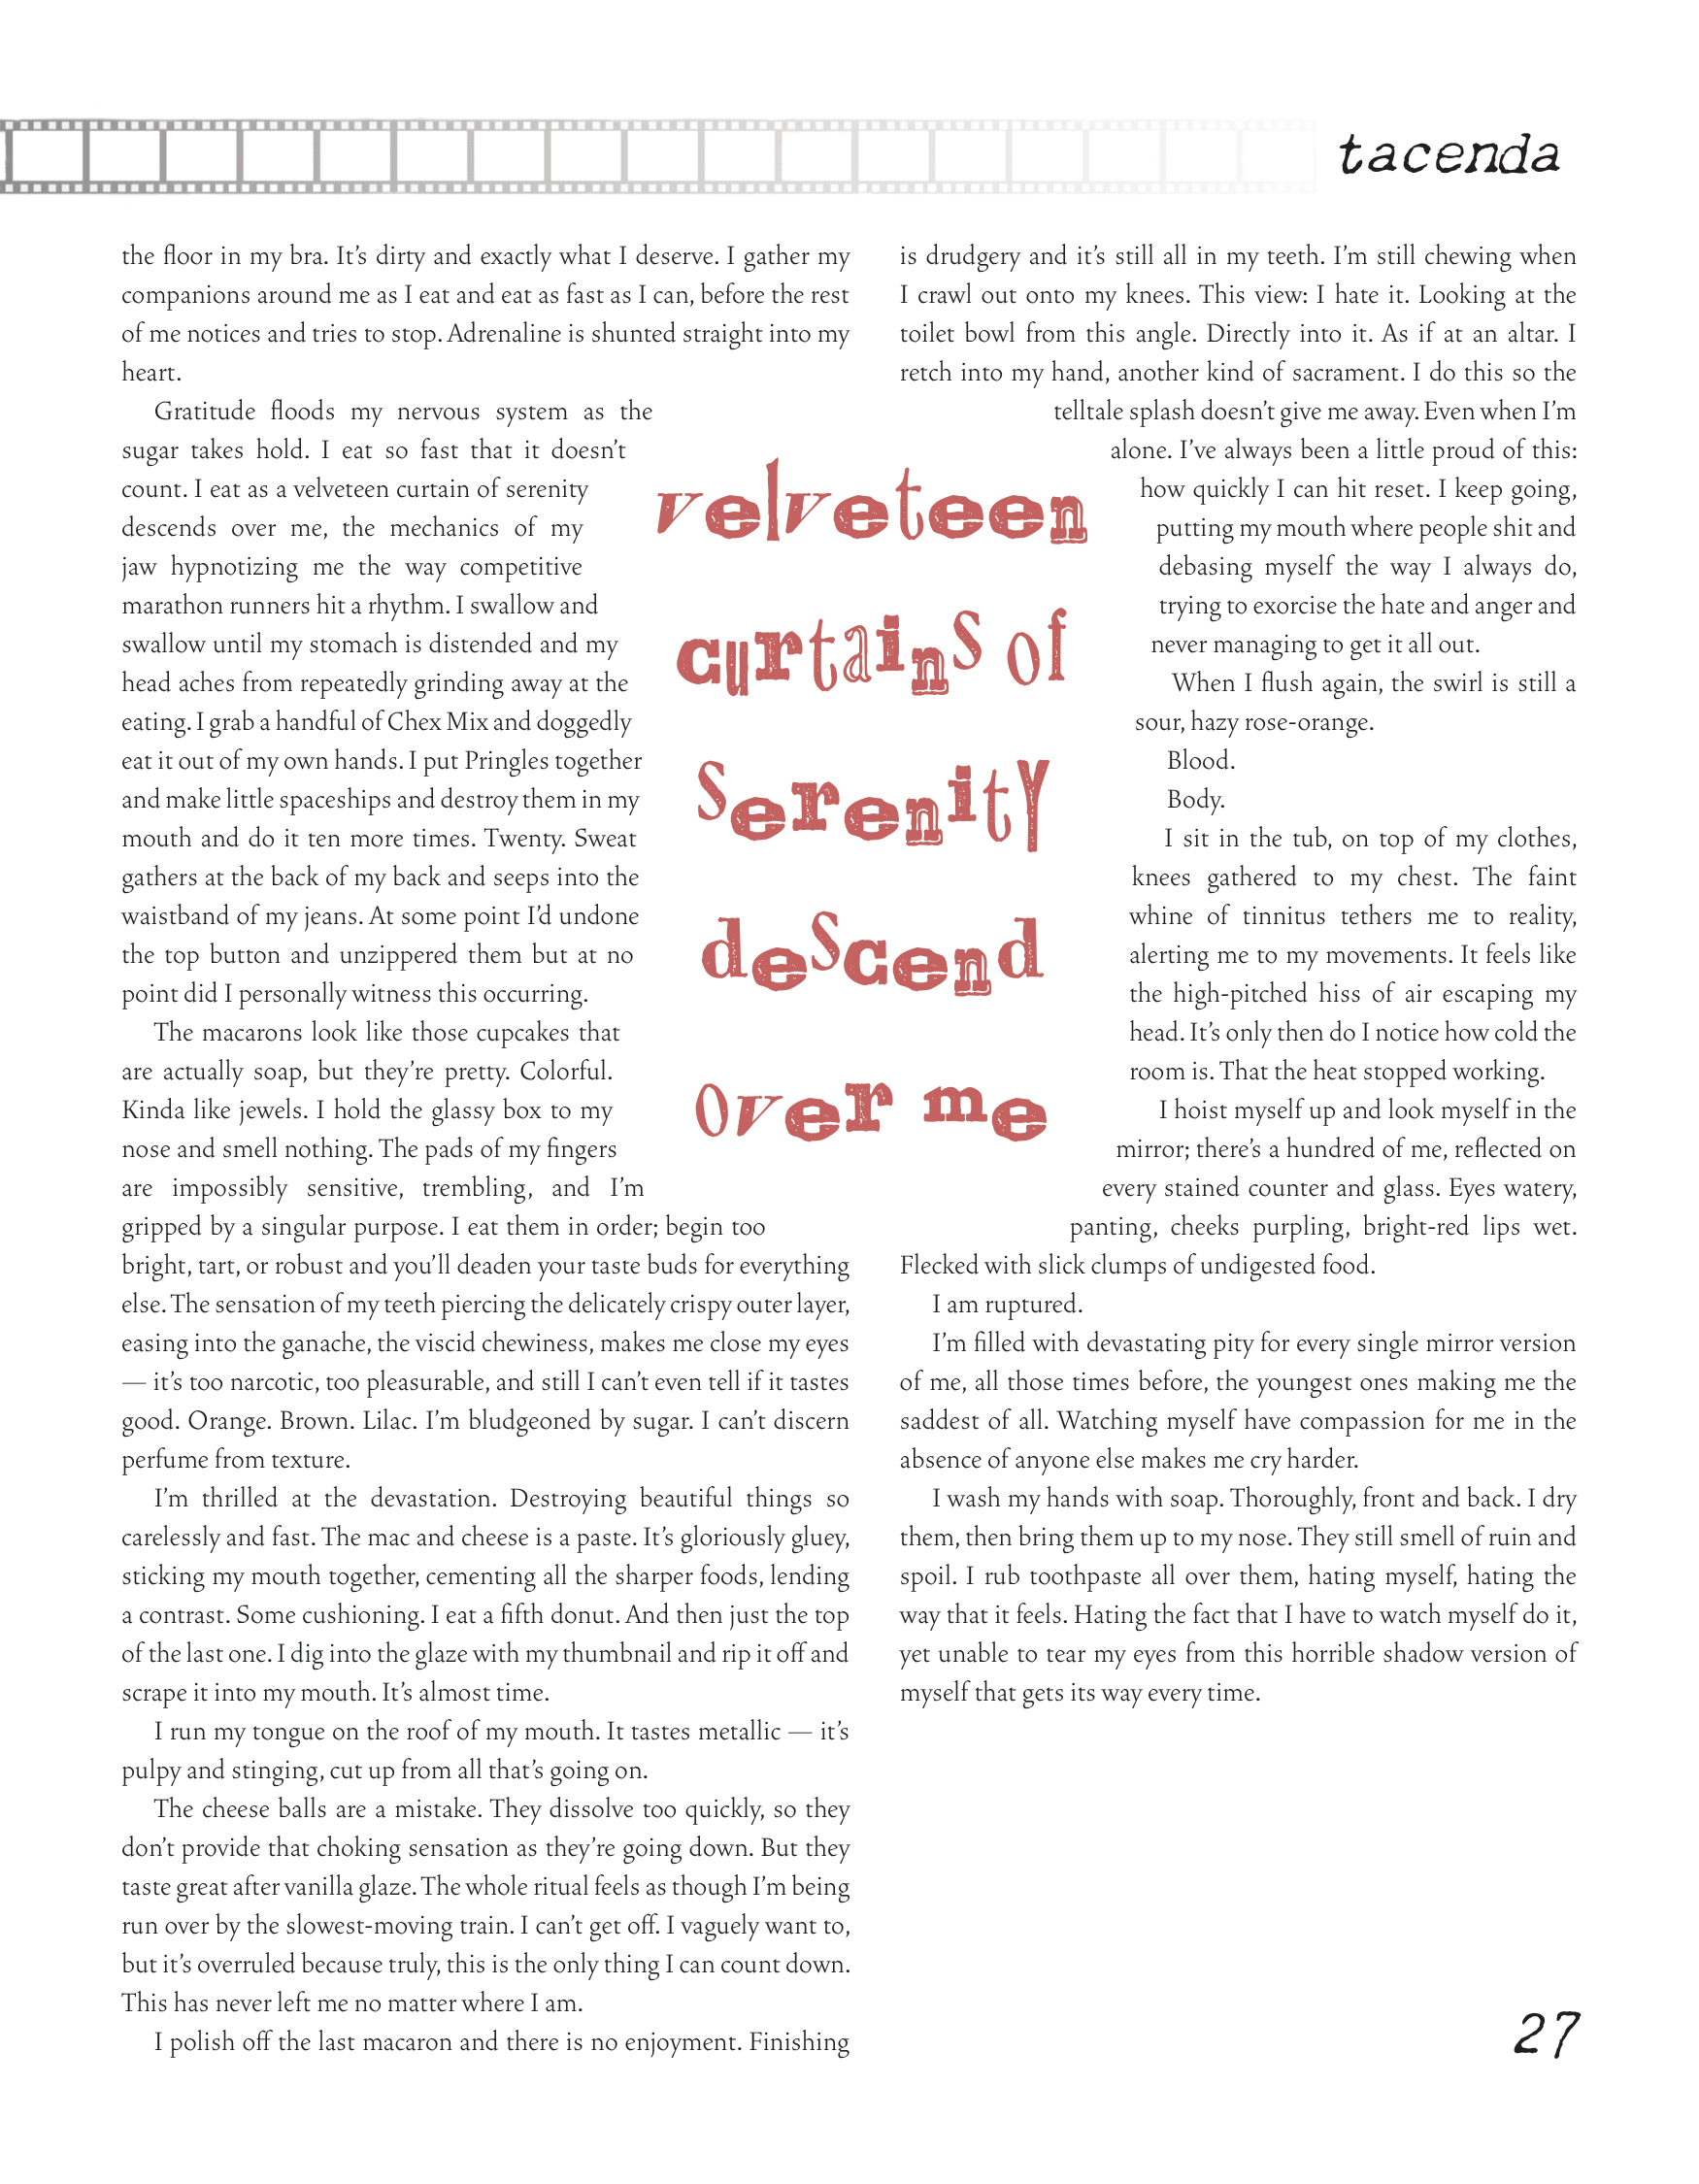 tacenda
the floor in my bra. It’s dirty and exactly what I deserve. I gather my
companions around me as I eat and eat as fast as I can, before the rest
of me notices and tries to stop. Adrenaline is shunted straight into my
heart.
Gratitude floods my nervous system as the
sugar takes hold. I eat so fast that it doesn’t
count. I eat as a velveteen curtain of serenity
descends over me, the mechanics of my
jaw hypnotizing me the way competitive
marathon runners hit a rhythm. I swallow and
swallow until my stomach is distended and my
head aches from repeatedly grinding away at the
eating. I grab a handful of Chex Mix and doggedly
eat it out of my own hands. I put Pringles together
and make little spaceships and destroy them in my
mouth and do it ten more times. Twenty. Sweat
gathers at the back of my back and seeps into the
waistband of my jeans. At some point I’d undone
the top button and unzippered them but at no
point did I personally witness this occurring.
The macarons look like those cupcakes that
are actually soap, but they’re pretty. Colorful.
Kinda like jewels. I hold the glassy box to my
nose and smell nothing. The pads of my fingers
are impossibly sensitive, trembling, and I’m
gripped by a singular purpose. I eat them in order; begin too
bright, tart, or robust and you’ll deaden your taste buds for everything
else. The sensation of my teeth piercing the delicately crispy outer layer,
easing into the ganache, the viscid chewiness, makes me close my eyes
— it’s too narcotic, too pleasurable, and still I can’t even tell if it tastes
good. Orange. Brown. Lilac. I’m bludgeoned by sugar. I can’t discern
perfume from texture.
I’m thrilled at the devastation. Destroying beautiful things so
carelessly and fast. The mac and cheese is a paste. It’s gloriously gluey,
sticking my mouth together, cementing all the sharper foods, lending
a contrast. Some cushioning. I eat a fifth donut. And then just the top
of the last one. I dig into the glaze with my thumbnail and rip it off and
scrape it into my mouth. It’s almost time.
I run my tongue on the roof of my mouth. It tastes metallic — it’s
pulpy and stinging, cut up from all that’s going on.
The cheese balls are a mistake. They dissolve too quickly, so they
don’t provide that choking sensation as they’re going down. But they
taste great after vanilla glaze. The whole ritual feels as though I’m being
run over by the slowest-moving train. I can’t get off. I vaguely want to,
but it’s overruled because truly, this is the only thing I can count down.
This has never left me no matter where I am.
I polish off the last macaron and there is no enjoyment. Finishing
velveteen
curtains of
serenity
descend
over me
is drudgery and it’s still all in my teeth. I’m still chewing when
I crawl out onto my knees. This view: I hate it. Looking at the
toilet bowl from this angle. Directly into it. As if at an altar. I
retch into my hand, another kind of sacrament. I do this so the
telltale splash doesn’t give me away. Even when I’m
alone. I’ve always been a little proud of this:
how quickly I can hit reset. I keep going,
putting my mouth where people shit and
debasing myself the way I always do,
trying to exorcise the hate and anger and
never managing to get it all out.
When I flush again, the swirl is still a
sour, hazy rose-orange.
Blood.
Body.
I sit in the tub, on top of my clothes,
knees gathered to my chest. The faint
whine of tinnitus tethers me to reality,
alerting me to my movements. It feels like
the high-pitched hiss of air escaping my
head. It’s only then do I notice how cold the
room is. That the heat stopped working.
I hoist myself up and look myself in the
mirror; there’s a hundred of me, reflected on
every stained counter and glass. Eyes watery,
panting, cheeks purpling, bright-red lips wet.
Flecked with slick clumps of undigested food.
I am ruptured.
I’m filled with devastating pity for every single mirror version
of me, all those times before, the youngest ones making me the
saddest of all. Watching myself have compassion for me in the
absence of anyone else makes me cry harder.
I wash my hands with soap. Thoroughly, front and back. I dry
them, then bring them up to my nose. They still smell of ruin and
spoil. I rub toothpaste all over them, hating myself, hating the
way that it feels. Hating the fact that I have to watch myself do it,
yet unable to tear my eyes from this horrible shadow version of
myself that gets its way every time.
27